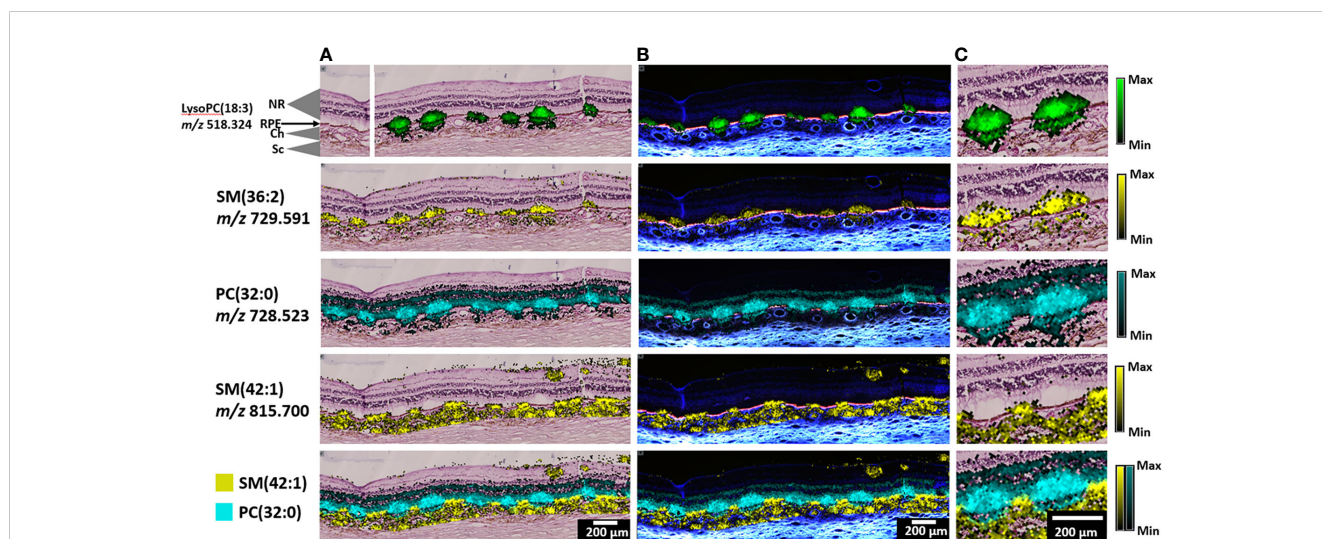 A
B
C
LysoPC(18:3)
m/z 518.324
NR
RPE
Ch
Sc
Max
Min
SM(36:2)
m/z 729.591
Max
Min
PC(32:0)
m/z 728.523
Max
Min
SM(42:1)
m/z 815.700
Max
Min
SM(42:1)
PC(32:0)
200 µm
200 µm
200 µm
Max
Min